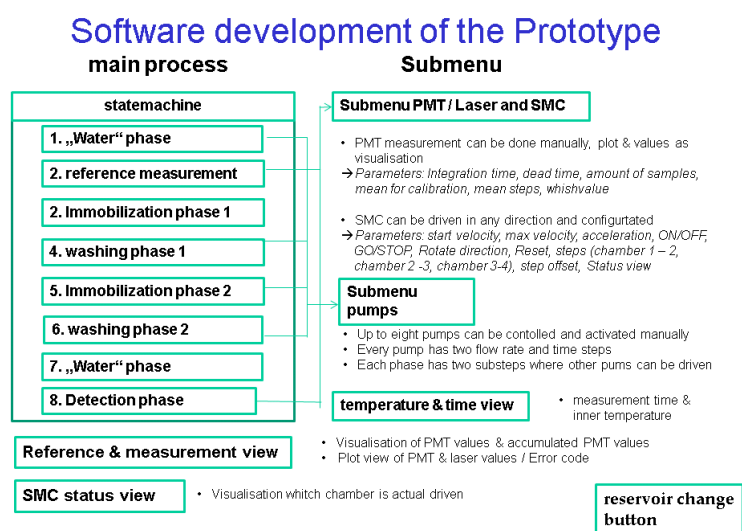 Software development of the Prototype
main process
Submenu
statemachine
1. „Water“ phase
2. reference measurement
2. Immobilization phase 1
4. washing phase 1
5. Immobilization phase 2
6. washing phase 2
7. „Water“ phase
8. Detection phase
Submenu PMT / Laser and SMC
• PMT measurement can be done manually, plot & values as
visualisation
→ Parameters: Integration time, dead time, amount of samples,
mean for calibration, mean steps, whishvalue
• SMC can be driven in any direction and configurtated
→ Parameters: start velocity, max velocity, acceleration, ON/OFF,
GO/STOP, Rotate direction, Reset, steps (chamber 1 – 2,
chamber 2 -3, chamber 3-4), step offset, Status view
Submenu
pumps
• Up to eight pumps can be contolled and activated manually
• Every pump has two flow rate and time steps
• Each phase has two substeps where other pums can be driven
temperature & time view
• measurement time &
inner temperature
Reference & measurement view
• Visualisation of PMT values & accumulated PMT values
• Plot view of PMT & laser values / Error code
SMC status view
• Visualisation whitch chamber is actual driven
reservoir change
button